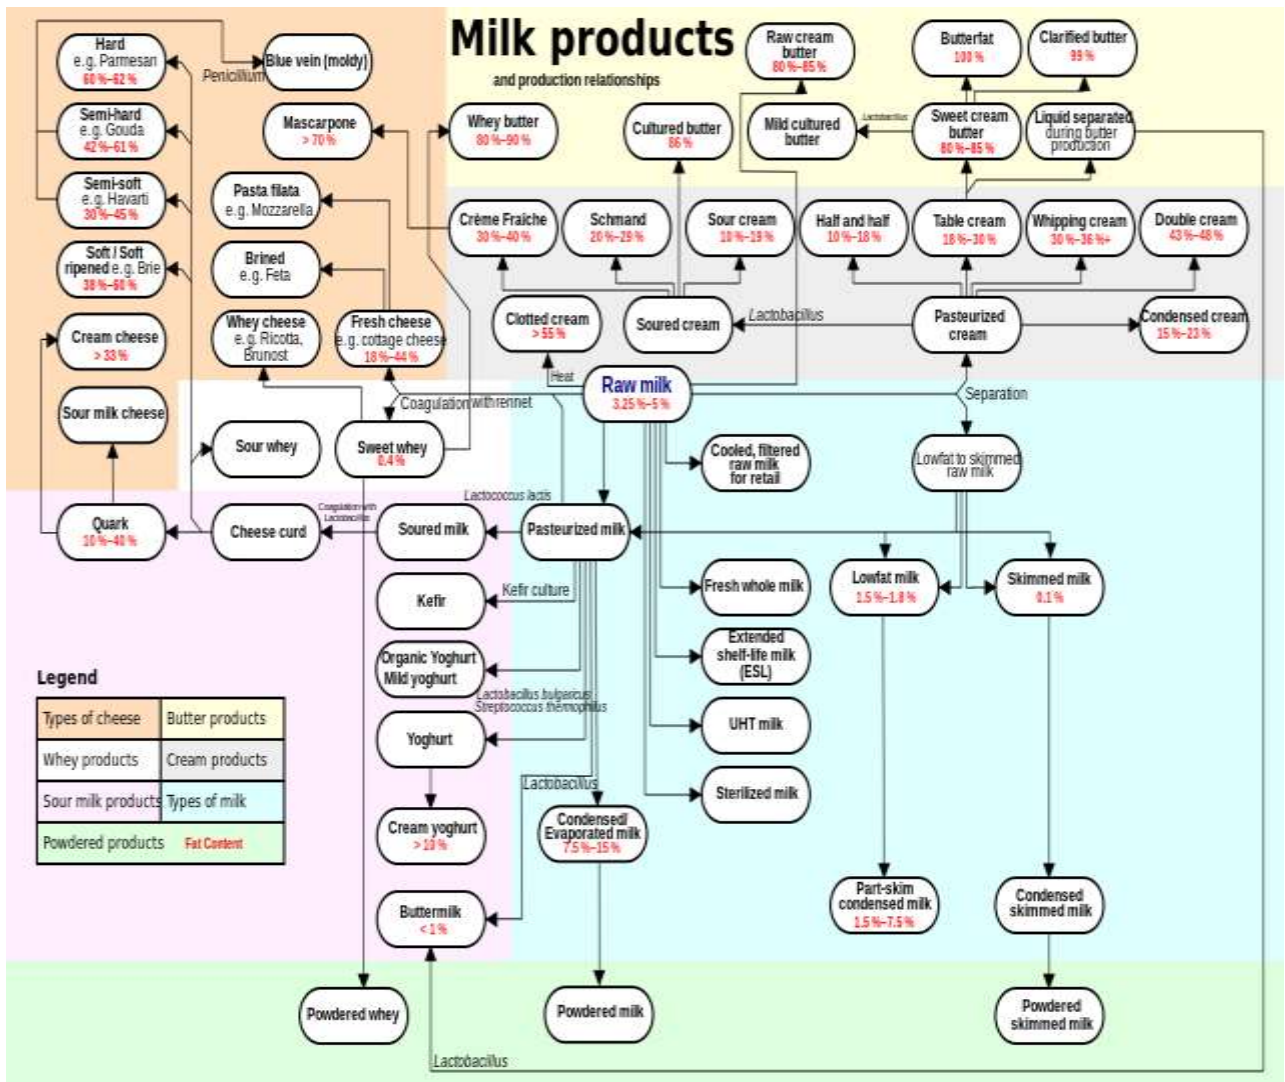 Milk products
and production relationships
Hard
e.g. Parmesan
60 %–62 %
Blue vein (moldy)
Penicillium
Semi-hard
e.g. Gouda
42 %–61 %
Mascarpone
> 70 %
Semi-soft
e.g. Havarti
30 %–45 %
Pasta filata
e.g. Mozzarella
Soft / Soft
ripened e.g. Brie
38 %–60 %
Brined
e.g. Feta
Cream cheese
> 33 %
Whey cheese
e.g. Ricotta,
Brunost
Fresh cheese
e.g. cottage cheese
18 %–44 %
Sour milk cheese
Raw cream
butter
80 %–85 %
Butterfat
100 %
Clarified butter
99 %
Whey butter
80 %–90 %
Cultured butter
86 %
Mild cultured
butter
Lactobacillus
Sweet cream
butter
80 %–85 %
Liquid separated
during butter
production
Crème Fraîche
30 %–40 %
Schmand
20 %–29 %
Sour cream
10 %–19 %
Half and half
10 %–18 %
Table cream
18 %–30 %
Whipping cream
30 %–36 %+
Double cream
43 %–48 %
Clotted cream
> 55 %
Soured cream
Lactobacillus
Pasteurized
cream
Condensed cream
15 %–23 %
Heat
Raw milk
3.25 %–5 %
Separation
Coagulation with rennet
Sour whey
Sweet whey
0.4 %
Cooled, filtered
raw milk
for retail
Lowfat to skimmed
raw milk
Lactococcus lactis
Quark
10 %–40 %
Cheese curd
Coagulation with
Lactobacillus
Soured milk
Pasteurized milk
Kefir
Kefir culture
Fresh whole milk
Lowfat milk
1.5 %–1.8 %
Skimmed milk
0.1 %
Organic Yoghurt
Mild yoghurt
Extended
shelf-life milk
(ESL)
Lactobacillus bulgaricus
Streptococcus thermophilus
Yoghurt
UHT milk
Lactobacillus
Sterilized milk
Cream yoghurt
> 10 %
Condensed/
Evaporated milk
7.5 %–15 %
Buttermilk
< 1 %
Part-skim
condensed milk
1.5 %–7.5 %
Condensed
skimmed milk
Powdered whey
Powdered milk
Powdered
skimmed milk
Lactobacillus
Legend
Types of cheese
Butter products
Whey products
Cream products
Sour milk products
Types of milk
Powdered products
Fat Content